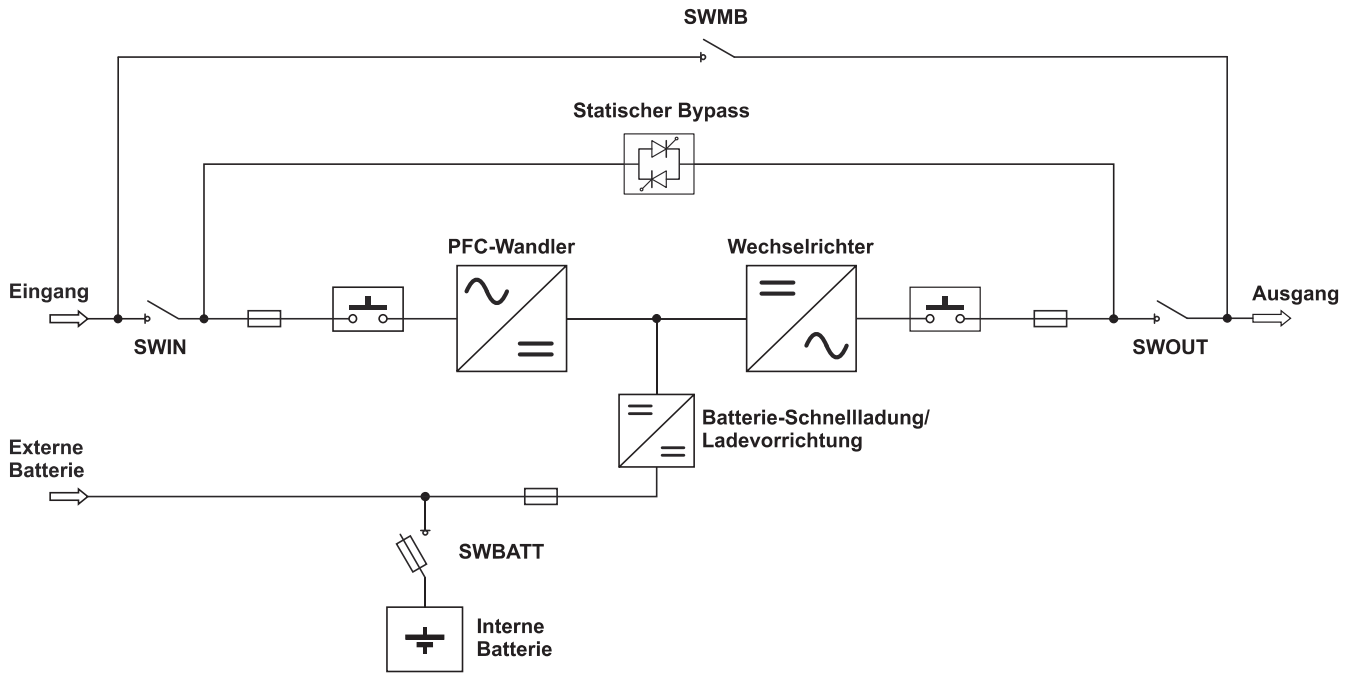 SWMB
Statischer Bypass
PFC-Wandler
Wechselrichter
Eingang
Ausgang
SWIN
SWOUT
Batterie-Schnellladung/
Ladevorrichtung
Externe
Batterie
SWBATT
Interne
Batterie